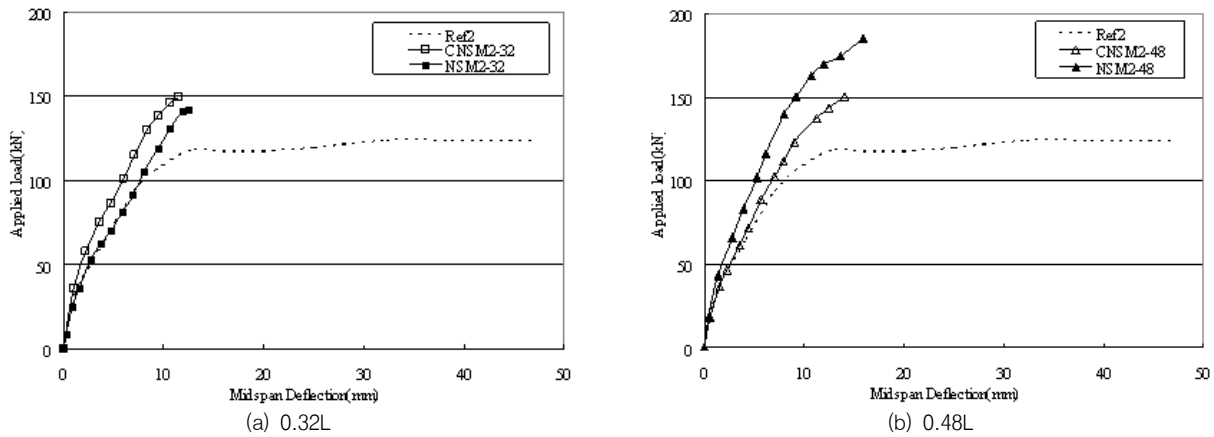 200
150
100
50
0
Applied load(kN)
Ref2
CNSM2-32
NSM2-32
0 10 20 30 40 50
Midspan Deflection(mm)
(a) 0.32L
200
150
100
50
0
Applied load(kN)
Ref2
CNSM2-48
NSM2-48
0 10 20 30 40 50
Midspan Deflection(mm)
(b) 0.48L